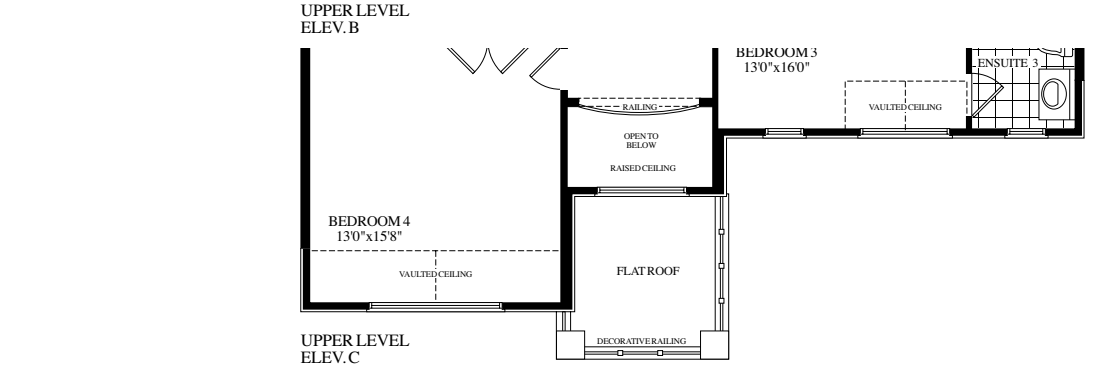 UPPER LEVEL
ELEV. B
BEDROOM 3
13'0"x16'0"
ENSUITE 3
RAILING
VAULTED CEILING
OPEN TO
BELOW
RAISED CEILING
BEDROOM 4
13'0"x15'8"
VAULTED CEILING
FLAT ROOF
DECORATIVE RAILING
UPPER LEVEL
ELEV. C